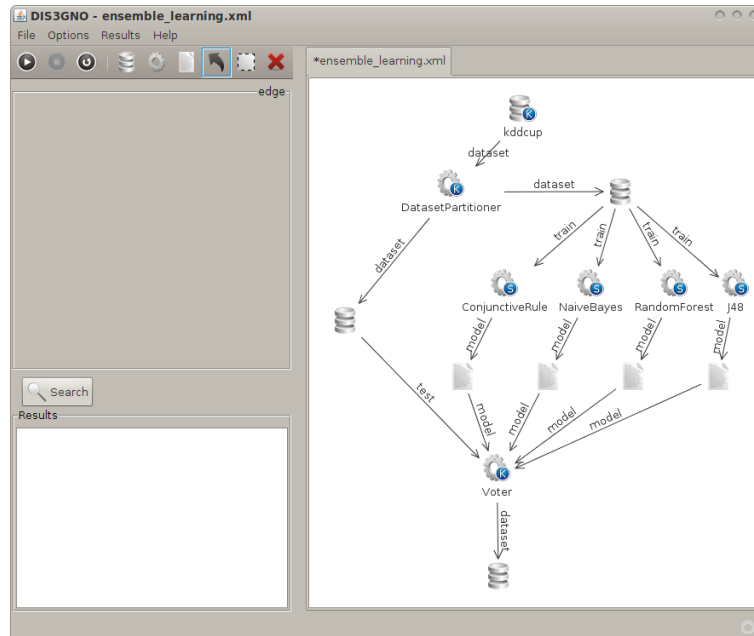 DIS3GNO - ensemble_learning.xml
File Options Results Help
edge
*ensemble_learning.xml
K
kddcup
dataset
K
DatasetPartitioner
dataset
dataset
train
train
train
train
S
ConjunctiveRule
S
NaiveBayes
S
RandomForest
S
J48
model
model
model
model
Search
Results
test
model
model
model
model
K
Voter
dataset